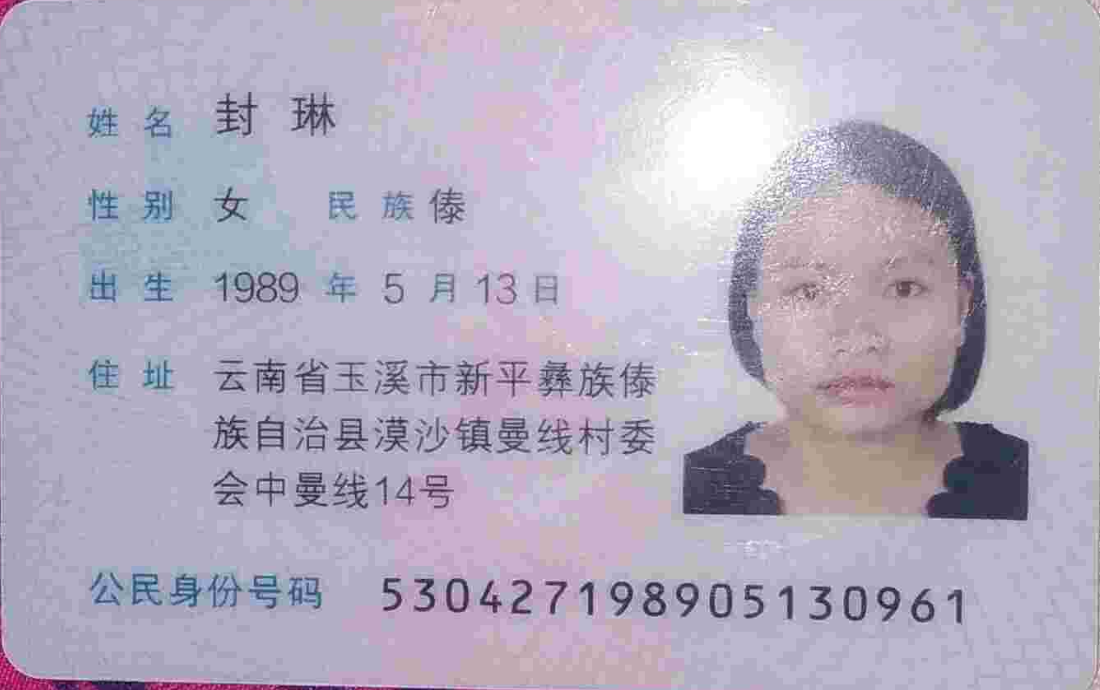 姓名 封琳
性别 女 民族 傣
出生 1989 年 5 月 13 日
住址 云南省玉溪市新平彝族傣
族自治县漠沙镇曼线村委
会中曼线14号
公民身份号码 530427198905130961